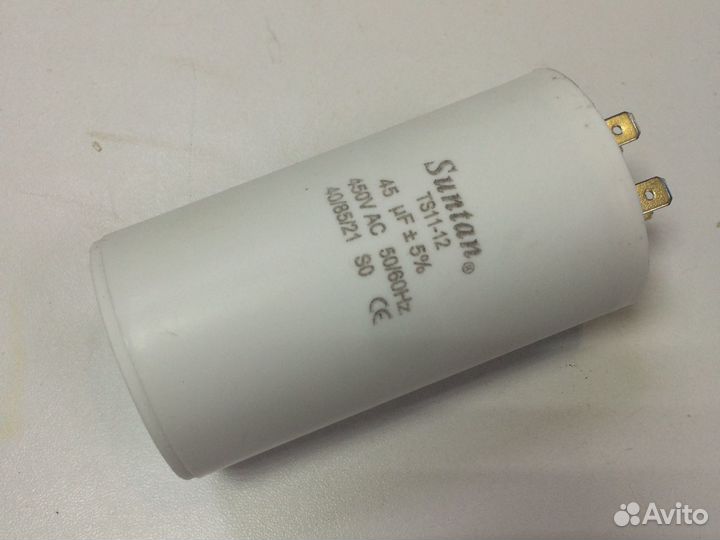 Suntan®
TS11-12
45 µF ± 5%
450V AC 50/60Hz
40/85/21 S0 CE
Avito